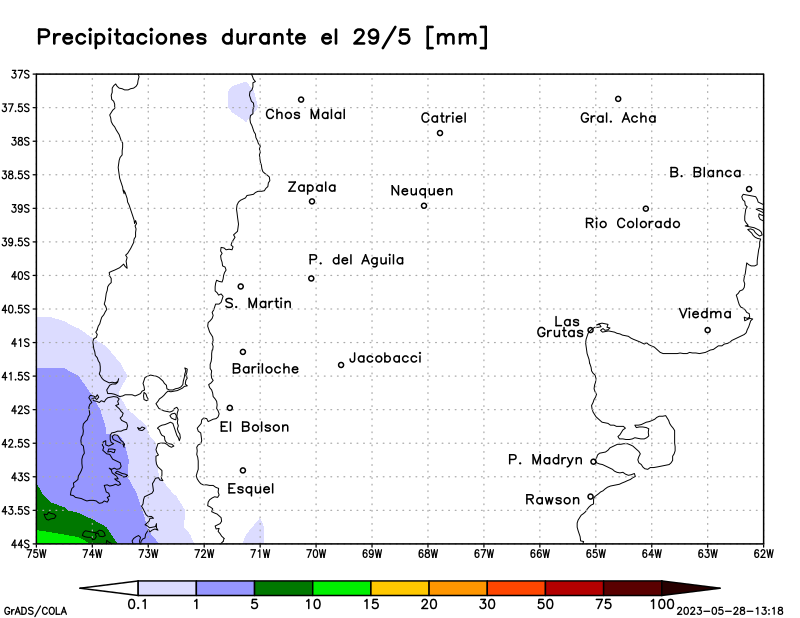 Precipitaciones durante el 29/5 [mm]
37S
37.5S
Chos Malal
Catriel
Gral. Acha
38S
38.5S
B. Blanca
Zapala
Neuquen
39S
Rio Colorado
39.5S
P. del Aguila
40S
S. Martin
40.5S
Viedma
Las
Grutas
41S
Jacobacci
Bariloche
41.5S
42S
El Bolson
42.5S
P. Madryn
43S
Esquel
Rawson
43.5S
44S
75W 74W 73W 72W 71W 70W 69W 68W 67W 66W 65W 64W 63W 62W
0.1 1 5 10 15 20 30 50 75 100
GrADS/COLA
2023-05-28-13:18